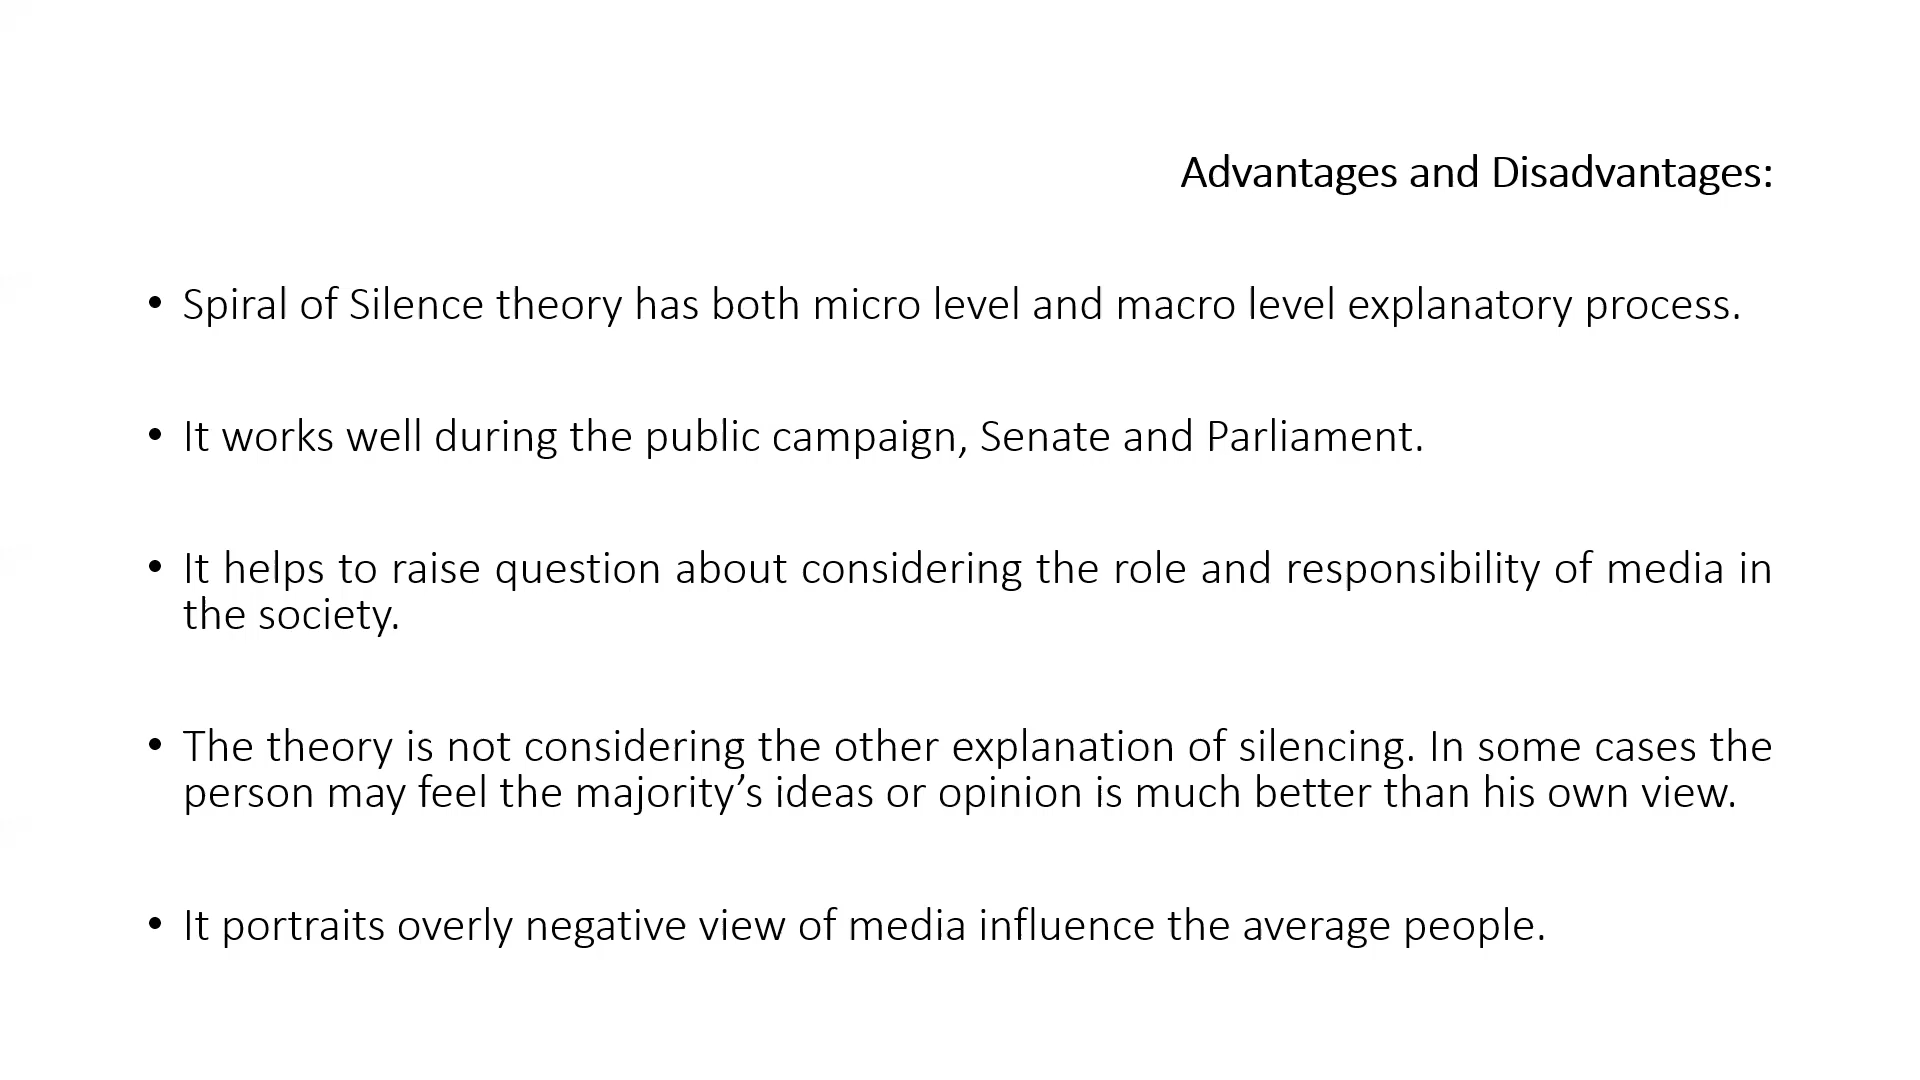 Advantages and Disadvantages:
• Spiral of Silence theory has both micro level and macro level explanatory process.
• It works well during the public campaign, Senate and Parliament.
• It helps to raise question about considering the role and responsibility of media in
the society.
• The theory is not considering the other explanation of silencing. In some cases the
person may feel the majority’s ideas or opinion is much better than his own view.
• It portraits overly negative view of media influence the average people.